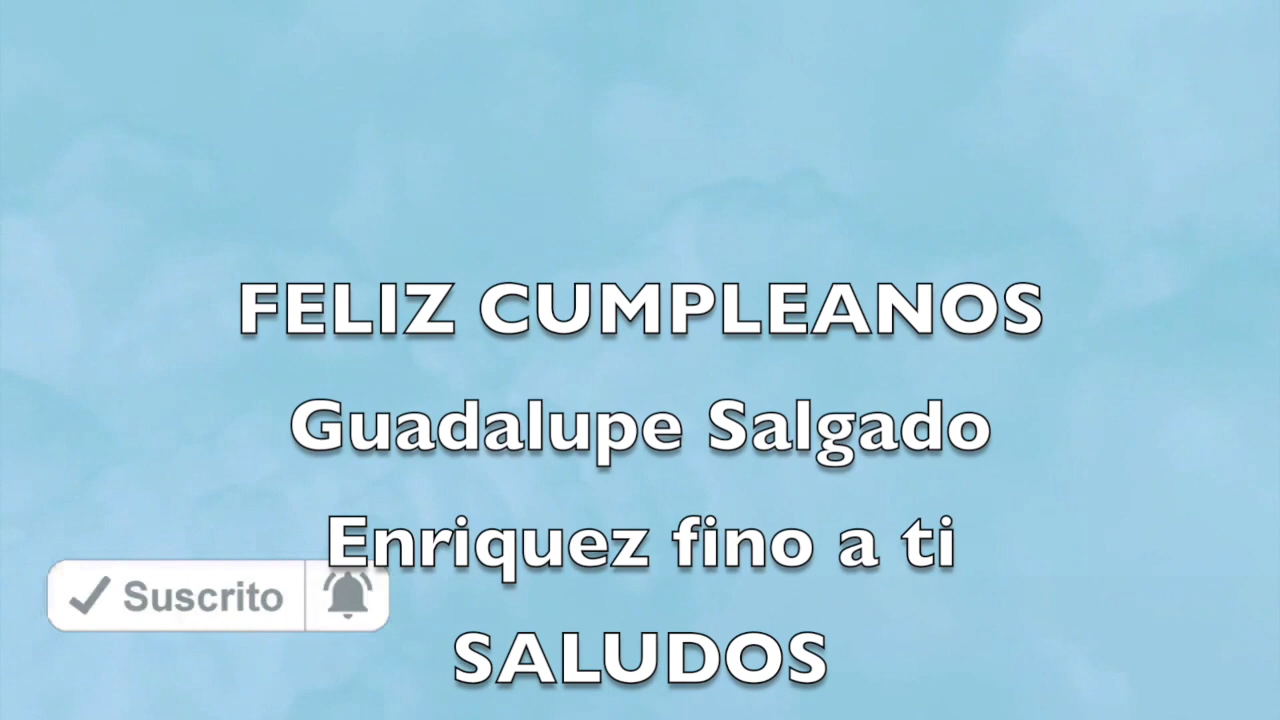 FELIZ CUMPLEANOS
Guadalupe Salgado
Enriquez fino a ti
Suscrito
SALUDOS